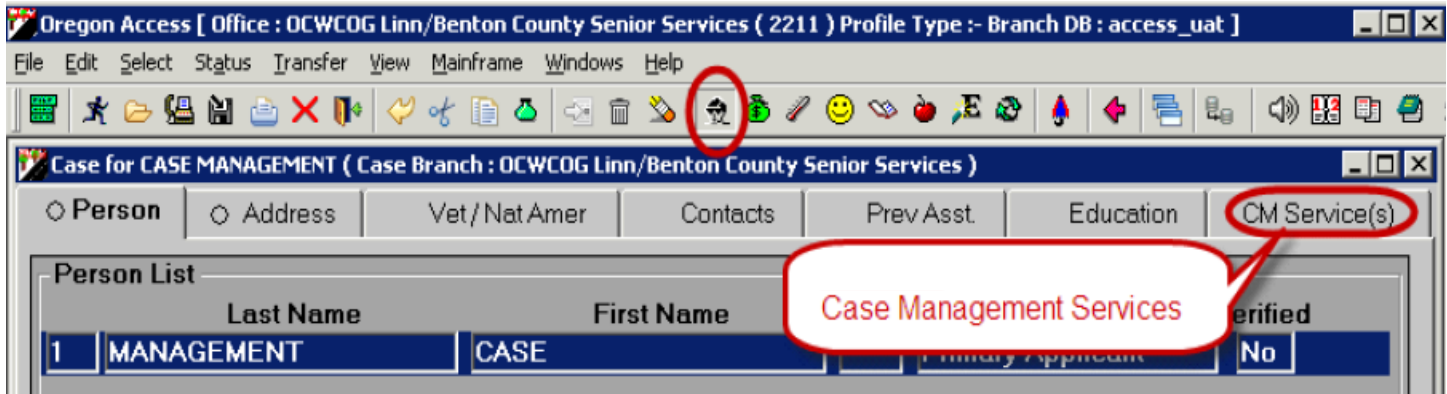 Oregon Access [ Office : OCWCOG Linn/Benton County Senior Services ( 2211 ) Profile Type :- Branch DB : access_uat ]
File Edit Select Status Transfer View Mainframe Windows Help
Case for CASE MANAGEMENT ( Case Branch : OCWCOG Linn/Benton County Senior Services )
Person Address Vet / Nat Amer Contacts Prev Asst. Education CM Service(s)
Person List
Case Management Services
Last Name First Name erified
1 MANAGEMENT CASE Primary Applicant No